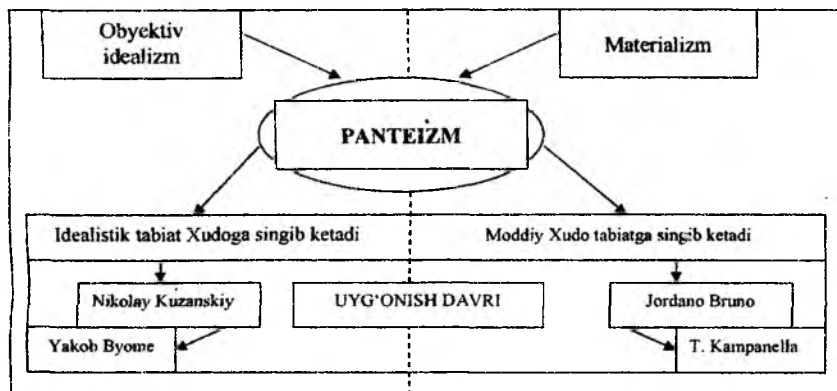 Obyektiv
idealizm
Materializm
PANTEIZM
Idealistik tabiat Xudoga singib ketadi
Moddiy Xudo tabiatga singib ketadi
Nikolay Kuzanskiy
UYG‘ONISH DAVRI
Jordano Bruno
Yakob Byome
T. Kampanella